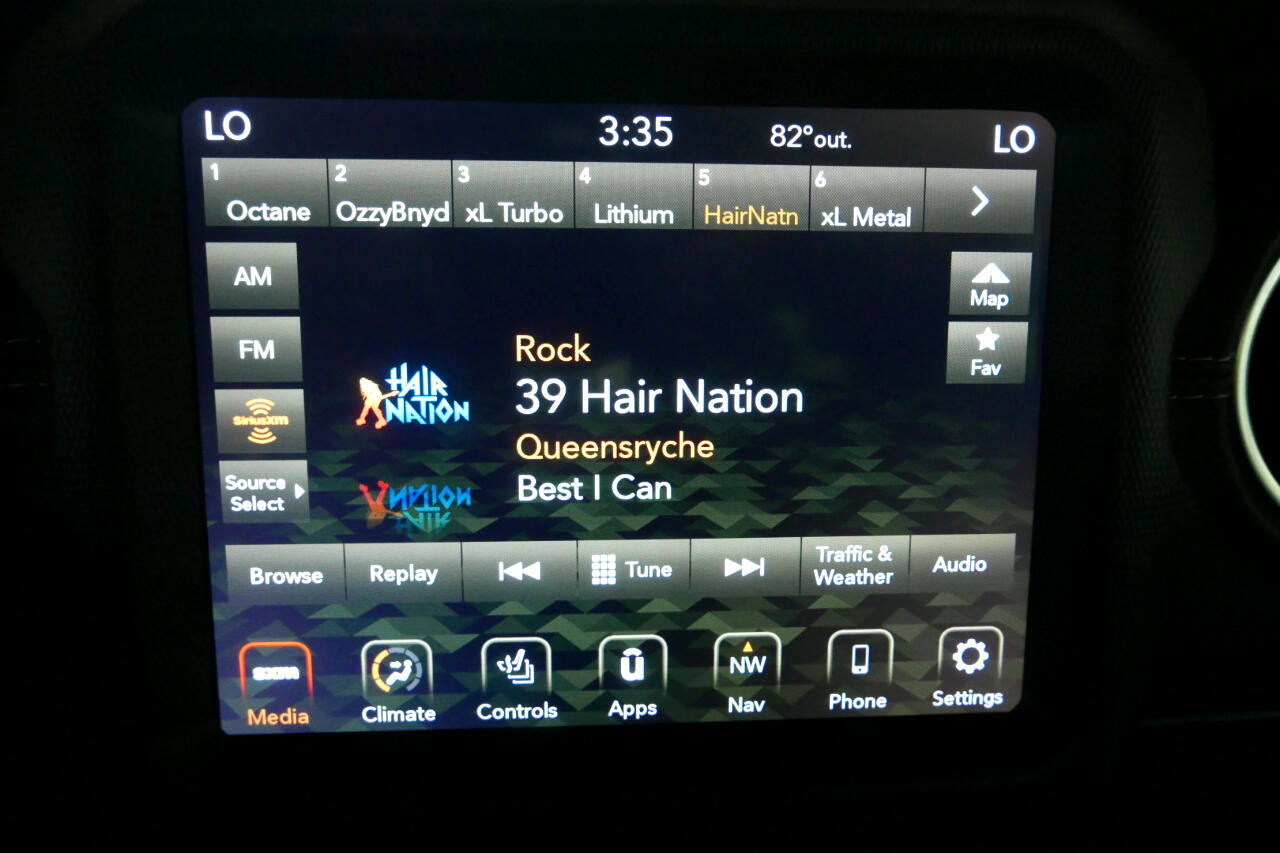 LO 3:35 82°out. LO
1 2 3 4 5 6
Octane OzzyBnyd xL Turbo Lithium HairNatn xL Metal
AM
Map
FM
Fav
SiriusXM
Source
Select
HAIR
NATION
Rock
39 Hair Nation
Queensryche
Best I Can
Browse Replay Tune Traffic &
Weather Audio
sxm NW
Media Climate Controls Apps Nav Phone Settings